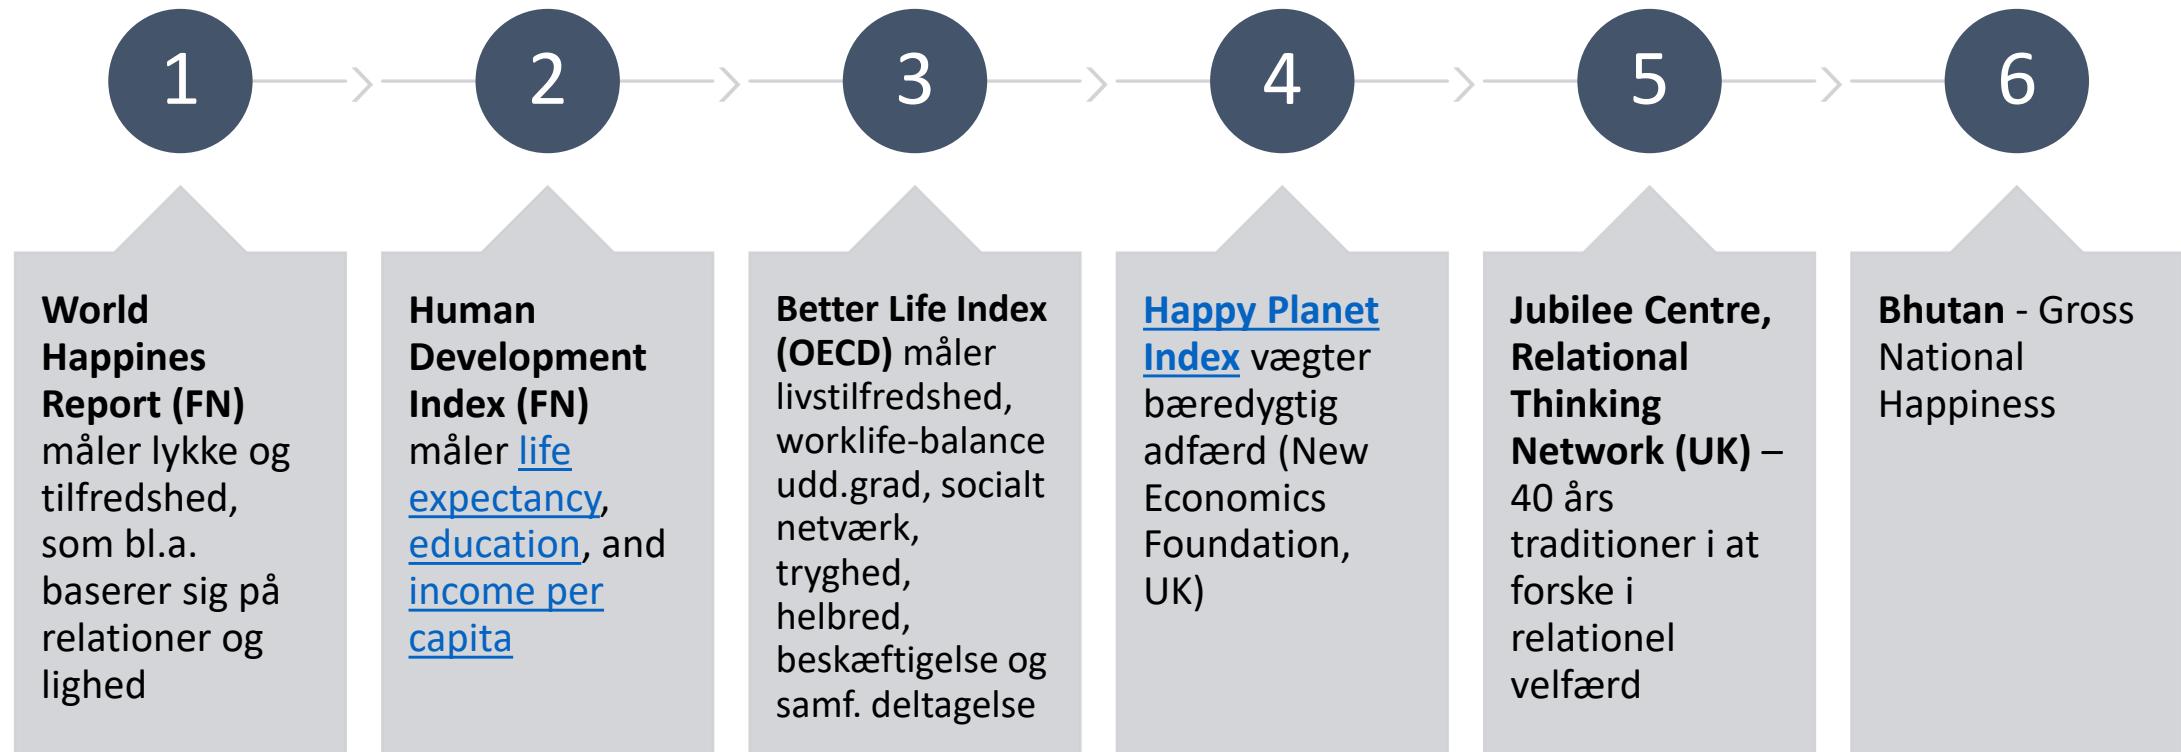 1
2
3
4
5
6
World
Happines
Report (FN)
måler lykke og
tilfredshed,
som bl.a.
baserer sig på
relationer og
lighed
Human
Development
Index (FN)
måler life
expectancy,
education, and
income per
capita
Better Life Index
(OECD) måler
livstilfredshed,
worklife-balance
udd.grad, socialt
netværk,
tryghed,
helbred,
beskæftigelse og
samf. deltagelse
Happy Planet
Index vægter
bæredygtig
adfærd (New
Economics
Foundation,
UK)
Jubilee Centre,
Relational
Thinking
Network (UK) –
40 års
traditioner i at
forske i
relationel
velfærd
Bhutan - Gross
National
Happiness